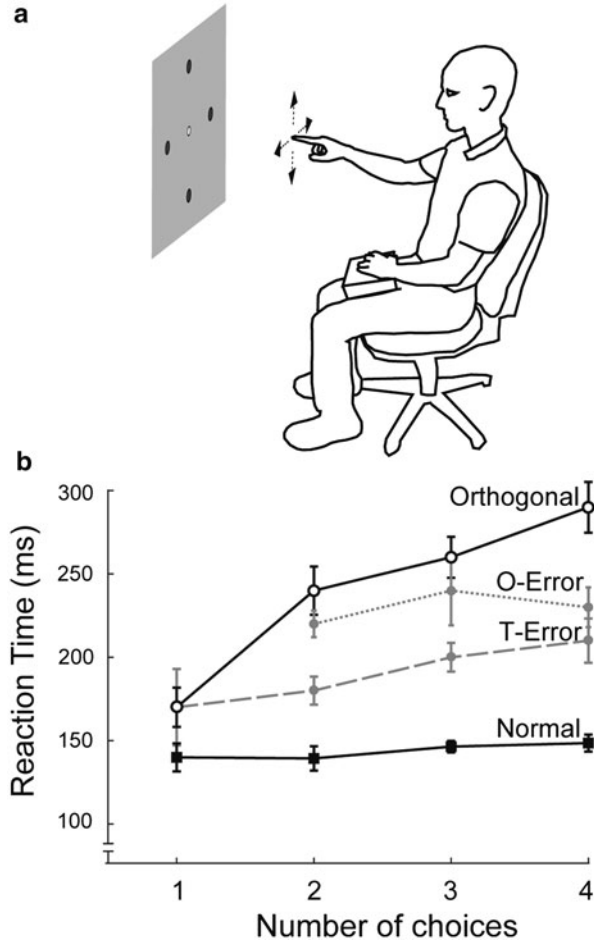 a
b
300
Orthogonal
250
O-Error
T-Error
200
Normal
150
100
Reaction Time (ms)
1 2 3 4
Number of choices